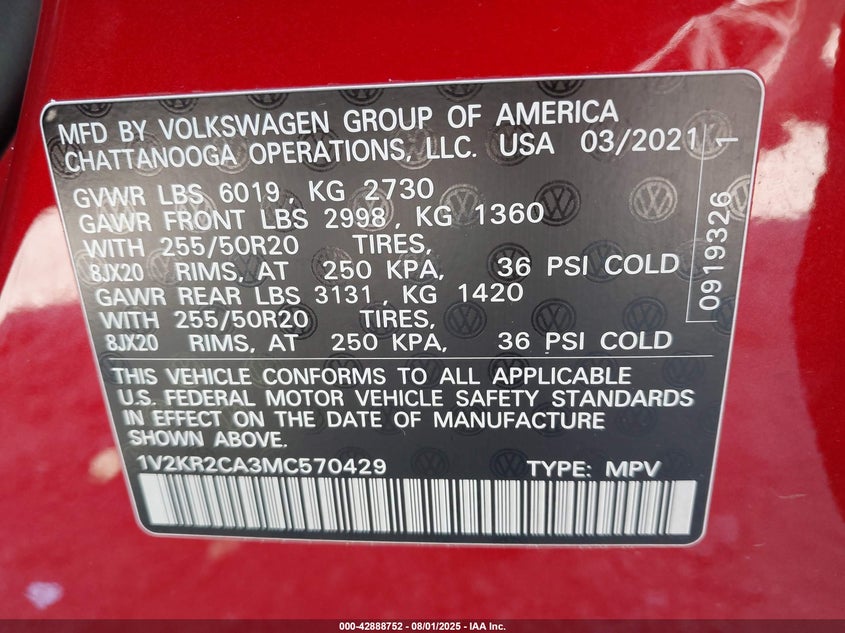 MFD BY VOLKSWAGEN GROUP OF AMERICA
CHATTANOOGA OPERATIONS, LLC. USA 03/2021
GVWR LBS 6019, KG 2730
GAWR FRONT LBS 2998, KG 1360
WITH 255/50R20 TIRES,
8JX20 RIMS, AT 250 KPA, 36 PSI COLD
GAWR REAR LBS 3131, KG 1420
WITH 255/50R20 TIRES,
8JX20 RIMS, AT 250 KPA, 36 PSI COLD
THIS VEHICLE CONFORMS TO ALL APPLICABLE
U.S. FEDERAL MOTOR VEHICLE SAFETY STANDARDS
IN EFFECT ON THE DATE OF MANUFACTURE
SHOWN ABOVE.
1V2KR2CA3MC570429 TYPE: MPV
0919326 1
000-42888752 - 08/01/2025 - IAA Inc.